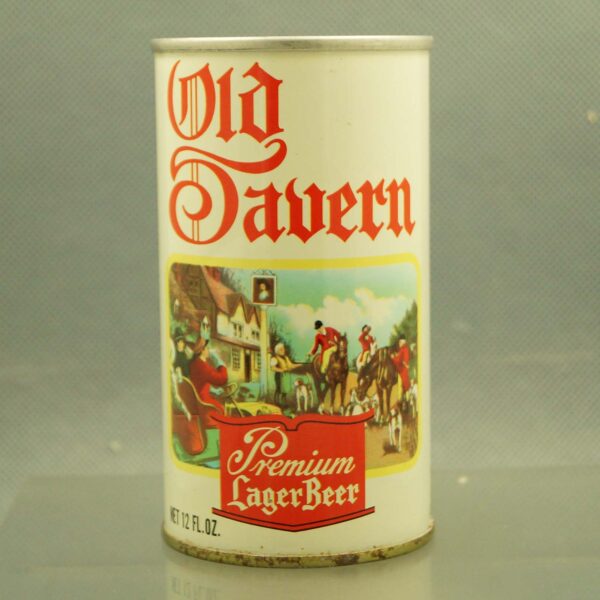 Old
Tavern
Premium
Lager Beer
NET 12 FL.OZ.